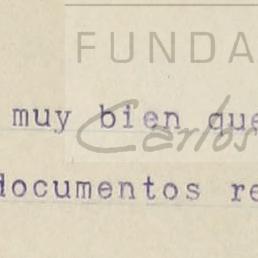 FUNDA
muy bien que
Carlos
documentos re